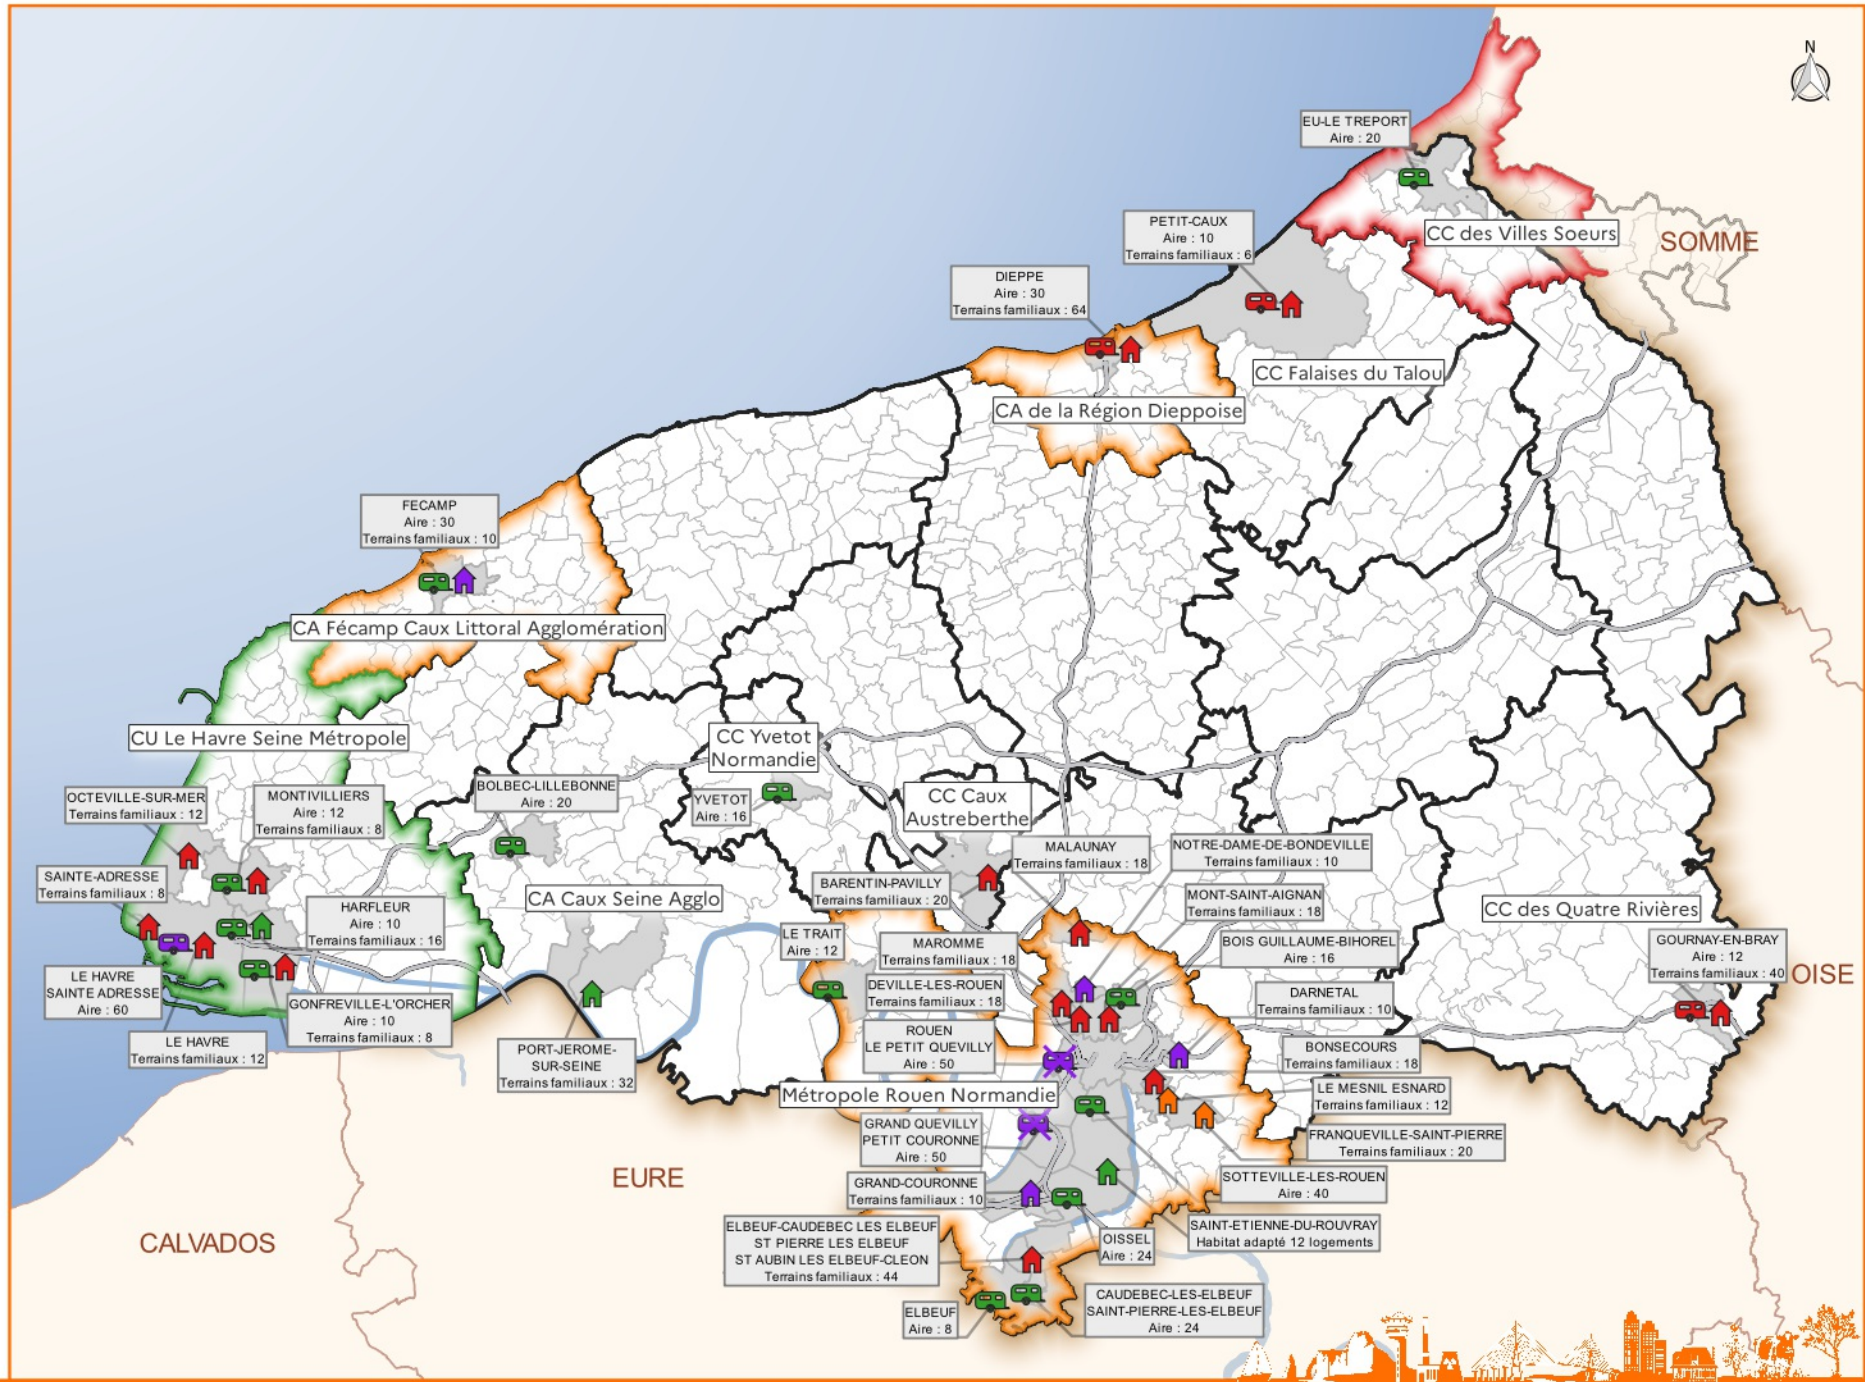 N
EU-LE TREPORT
Aire : 20
CC des Villes Soeurs
SOMME
PETIT-CAUX
Aire : 10
Terrains familiaux : 6
DIEPPE
Aire : 30
Terrains familiaux : 64
CC Falaises du Talou
CA de la Région Dieppoise
FECAMP
Aire : 30
Terrains familiaux : 10
CA Fécamp Caux Littoral Agglomération
CU Le Havre Seine Métropole
CC Yvetot
Normandie
OCTEVILLE-SUR-MER
Terrains familiaux : 12
MONTIVILLIERS
Aire : 12
Terrains familiaux : 8
BOLBEC-LILLEBONNE
Aire : 20
YVETOT
Aire : 16
CC Caux
Austreberthe
MALAUNAY
Terrains familiaux : 18
NOTRE-DAME-DE-BONDEVILLE
Terrains familiaux : 10
SAINTE-ADRESSE
Terrains familiaux : 8
HARFLEUR
Aire : 10
Terrains familiaux : 16
CA Caux Seine Agglo
BARENTIN-PAVILLY
Terrains familiaux : 20
MONT-SAINT-AIGNAN
Terrains familiaux : 18
CC des Quatre Rivières
LE TRAIT
Aire : 12
MAROMME
Terrains familiaux : 18
BOIS GUILLAUME-BIHOREL
Aire : 16
GOURNAY-EN-BRAY
Aire : 12
Terrains familiaux : 40
OISE
LE HAVRE
SAINTE ADRESSE
Aire : 60
GONFREVILLE-L'ORCHER
Aire : 10
Terrains familiaux : 8
DEVILLE-LES-ROUEN
Terrains familiaux : 18
DARNETAL
Terrains familiaux : 10
LE HAVRE
Terrains familiaux : 12
PORT-JEROME-
SUR-SEINE
Terrains familiaux : 32
ROUEN
LE PETIT QUEVILLY
Aire : 50
BONSECOURS
Terrains familiaux : 18
Métropole Rouen Normandie
LE MESNIL ESNARD
Terrains familiaux : 12
GRAND QUEVILLY
PETIT COURONNE
Aire : 50
FRANQUEVILLE-SAINT-PIERRE
Terrains familiaux : 20
EURE
GRAND-COURONNE
Terrains familiaux : 10
SOTTEVILLE-LES-ROUEN
Aire : 40
CALVADOS
ELBEUF-CAUDEBEC LES ELBEUF
ST PIERRE LES ELBEUF
ST AUBIN LES ELBEUF-CLEON
Terrains familiaux : 44
OISSEL
Aire : 24
SAINT-ETIENNE-DU-ROUVRAY
Habitat adapté 12 logements
ELBEUF
Aire : 8
CAUDEBEC-LES-ELBEUF
SAINT-PIERRE-LES-ELBEUF
Aire : 24